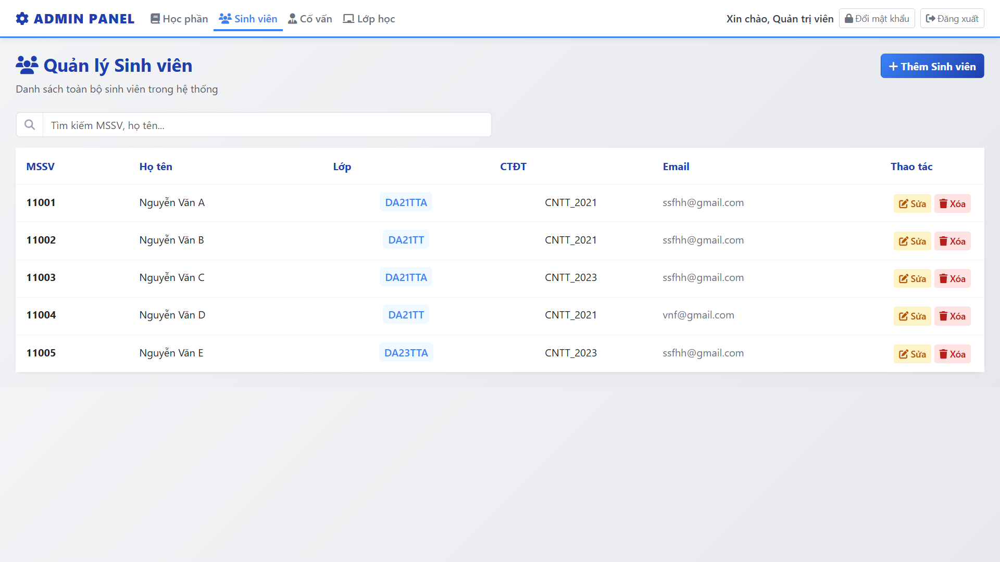 ADMIN PANEL Học phần Sinh viên Cố vấn Lớp học Xin chào, Quản trị viên Đổi mật khẩu Đăng xuất
Quản lý Sinh viên
+ Thêm Sinh viên
Danh sách toàn bộ sinh viên trong hệ thống
Tìm kiếm MSSV, họ tên...
MSSV Họ tên Lớp CTĐT Email Thao tác
11001 Nguyễn Văn A DA21TTA CNTT_2021 ssfhh@gmail.com Sửa Xóa
11002 Nguyễn Văn B DA21TT CNTT_2021 ssfhh@gmail.com Sửa Xóa
11003 Nguyễn Văn C DA21TTA CNTT_2023 ssfhh@gmail.com Sửa Xóa
11004 Nguyễn Văn D DA21TT CNTT_2021 vnf@gmail.com Sửa Xóa
11005 Nguyễn Văn E DA23TTA CNTT_2023 ssfhh@gmail.com Sửa Xóa